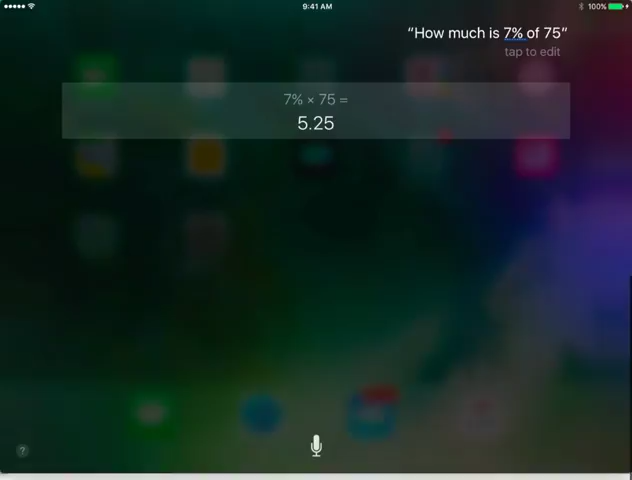 9:41 AM
100%
“How much is 7% of 75”
tap to edit
7% × 75 =
5.25
?